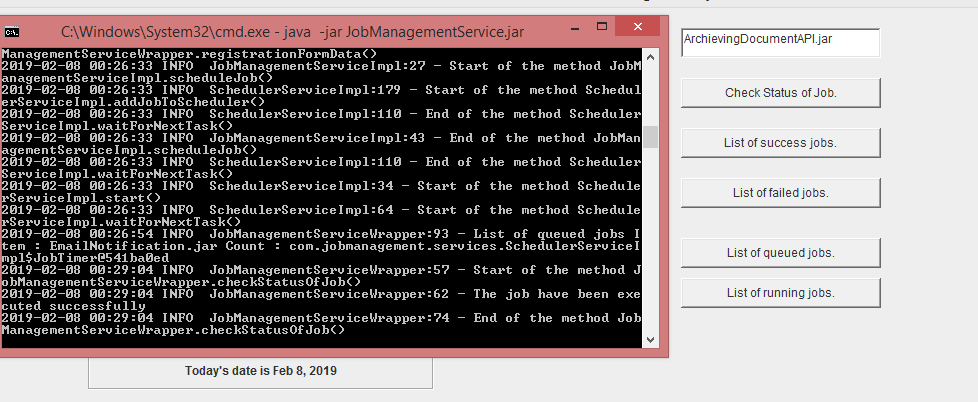 C:\Windows\System32\cmd.exe - java -jar JobManagementService.jar
ManagementServiceWrapper.registrationFormData()
2019-02-08 00:26:33 INFO JobManagementServiceImpl:27 - Start of the method JobM
anagementServiceImpl.scheduleJob()
2019-02-08 00:26:33 INFO SchedulerServiceImpl:179 - Start of the method Schedul
erServiceImpl.addJobToScheduler()
2019-02-08 00:26:33 INFO SchedulerServiceImpl:110 - End of the method Scheduler
ServiceImpl.waitForNextTask()
2019-02-08 00:26:33 INFO JobManagementServiceImpl:43 - End of the method JobMan
agementServiceImpl.scheduleJob()
2019-02-08 00:26:33 INFO SchedulerServiceImpl:110 - End of the method Scheduler
ServiceImpl.waitForNextTask()
2019-02-08 00:26:33 INFO SchedulerServiceImpl:34 - Start of the method Schedule
rServiceImpl.start()
2019-02-08 00:26:33 INFO SchedulerServiceImpl:64 - Start of the method Schedule
rServiceImpl.waitForNextTask()
2019-02-08 00:26:54 INFO JobManagementServiceWrapper:93 - List of queued jobs I
tem : EmailNotification.jar Count : com.jobmanagement.services.SchedulerServiceI
mpl$JobTimer@541ba0ed
2019-02-08 00:29:04 INFO JobManagementServiceWrapper:57 - Start of the method J
obManagementServiceWrapper.checkStatusOfJob()
2019-02-08 00:29:04 INFO JobManagementServiceWrapper:62 - The job have been exe
cuted successfully
2019-02-08 00:29:04 INFO JobManagementServiceWrapper:74 - End of the method Job
ManagementServiceWrapper.checkStatusOfJob()
Today's date is Feb 8, 2019
ArchievingDocumentAPI.jar
Check Status of Job.
List of success jobs.
List of failed jobs.
List of queued jobs.
List of running jobs.